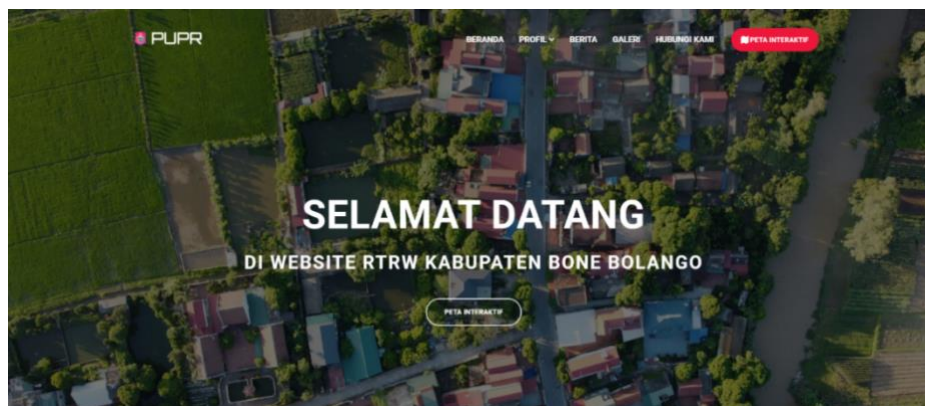 PUPR
BERANDA PROFIL BERITA GALERI HUBUNGI KAMI PETA INTERAKTIF
SELAMAT DATANG
DI WEBSITE RTRW KABUPATEN BONE BOLANGO
PETA INTERAKTIF